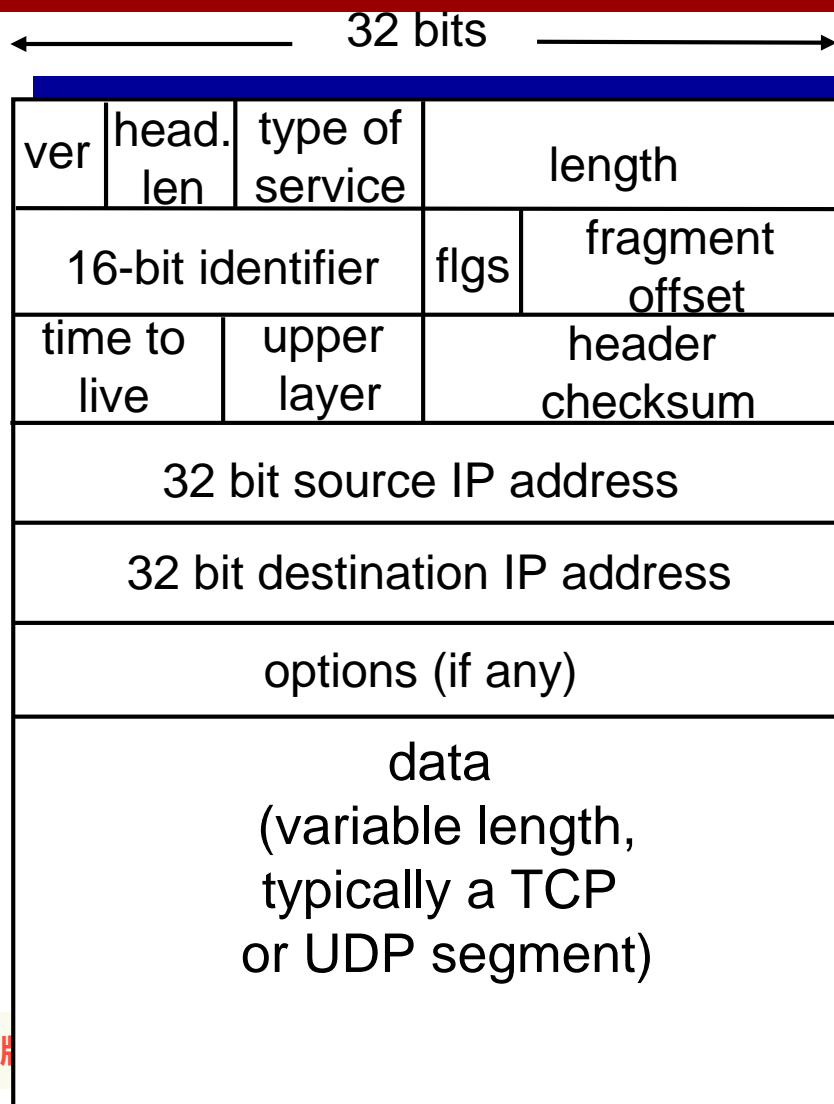 32 bits
ver
head.
len
type of
service
length
16-bit identifier
flgs
fragment
offset
time to
live
upper
layer
header
checksum
32 bit source IP address
32 bit destination IP address
options (if any)
data
(variable length,
typically a TCP
or UDP segment)